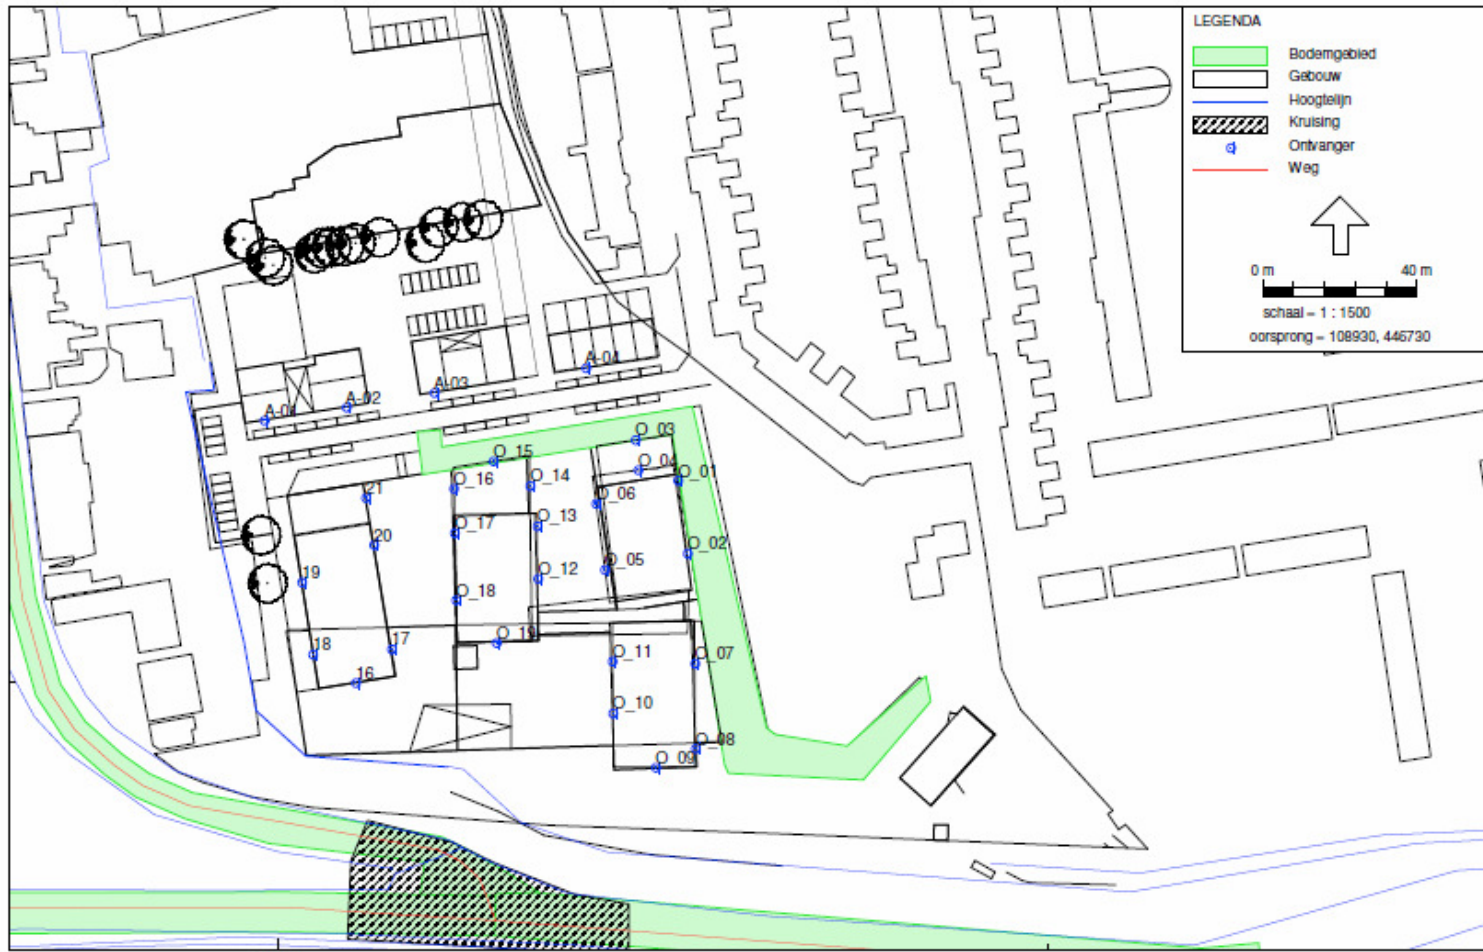 LEGENDA
Bodemgebied
Gebouw
Hoogtelijn
Kruising
Ontvanger
Weg
0 m 40 m
schaal = 1 : 1500
oorsprong = 108930, 446730
A-04
A-03
A-02
A-01
O_03
O_15
O_04
O_01
O_16
O_14
21
O_06
O_17
O_13
20
O_02
O_05
19
O_12
O_18
O_19
17
18
O_11
O_07
16
O_10
O_08
O_09